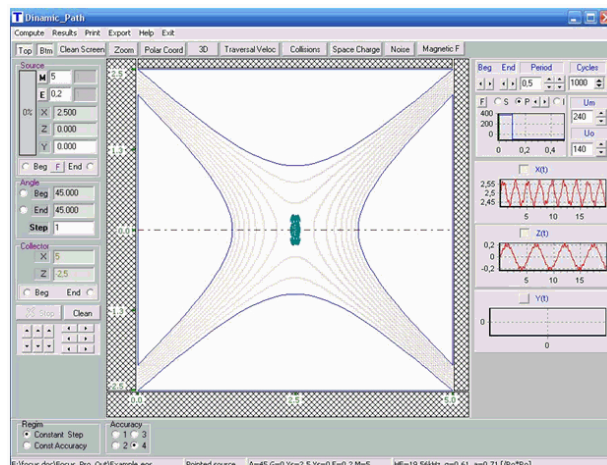 Dinamic_Path
Compute Results Print Export Help Exit
Top Btm Clean Screen Zoom Polar Coord 3D Traversal Veloc Collisions Space Charge Noise Magnetic F
Source
M 5
E 0,2
0%
X 2.500
Z 0.000
Y 0.000
Beg F End
Angle
Beg 45.000
End 45.000
Step 1
Collector
X 5
Z -2,5
Beg End
Stop Clean
Regim
Constant Step
Const Accuracy
Accuracy
1 3
2 4
2.5
1.3
0.0
-1.3
-2.5
0.0 2.5 5.0
Beg End Period Cycles
0,5 1000
F S P I
Um
240
Uo
140
400
200
0
0 0,2 0,4
X(t)
2,55
2,5
2,45
5 10 15
Z(t)
0,2
0
-0,2
5 10 15
Y(t)
0
0
Pointed source